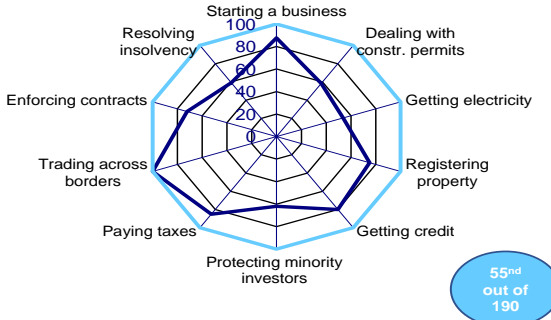 Starting a business
Dealing with
constr. permits
Getting electricity
Registering
property
Getting credit
Protecting minority
investors
Paying taxes
Trading across
borders
Enforcing contracts
Resolving
insolvency
100
80
60
40
20
0
55nd
out of
190